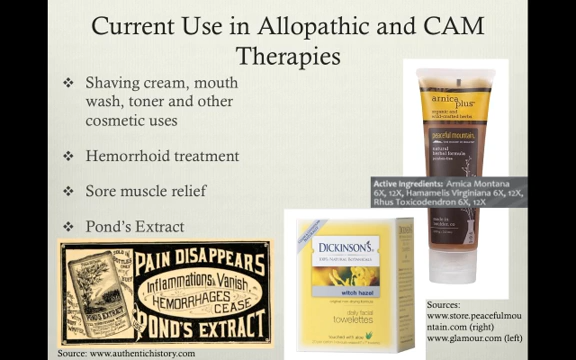 Current Use in Allopathic and CAM
Therapies
Shaving cream, mouth
wash, toner and other
cosmetic uses
Hemorrhoid treatment
Sore muscle relief
Pond's Extract
PAIN DISAPPEARS
Inflammations, Vanish,
HEMORRHAGES
CEASE
POND'S EXTRACT
Source: www.authentichistory.com
DICKINSON'S
witch hazel
daily facial
towelettes
arnica
plus
peaceful mountain
natural
herbal formula
Active Ingredients: Arnica Montana
6X, 12X, Hamamelis Virginiana 6X, 12X,
Rhus Toxicodendron 6X, 12X
Sources:
www.store.peacefulmou
ntain.com (right)
www.glamour.com (left)